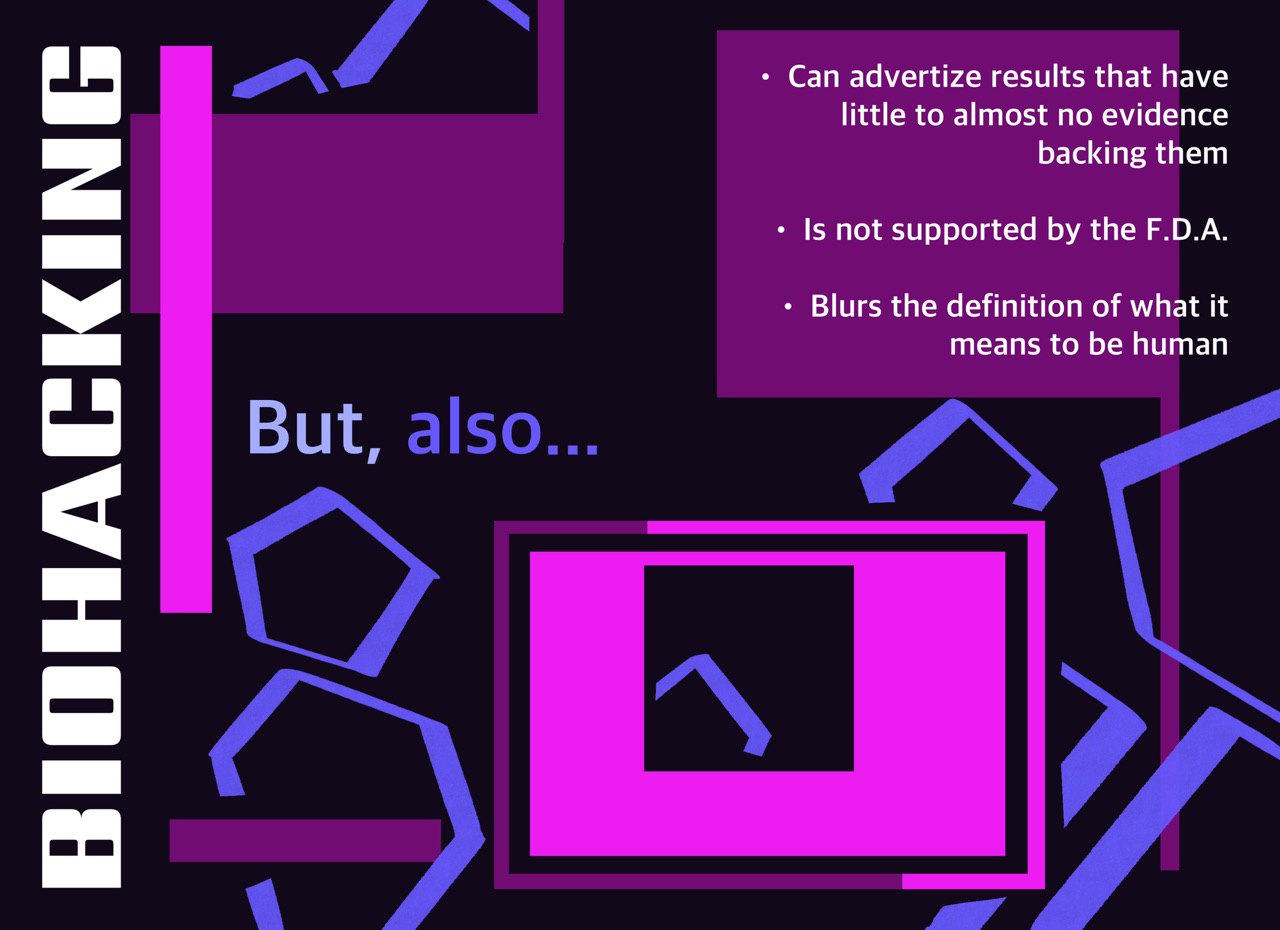 BIOHACKING
• Can advertize results that have
little to almost no evidence
backing them
• Is not supported by the F.D.A.
• Blurs the definition of what it
means to be human
But, also...